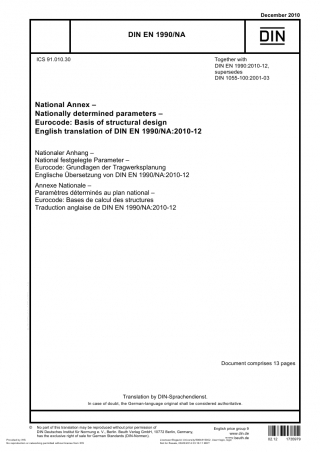 December 2010
DIN EN 1990/NA
DIN
ICS 91.010.30
Together with
DIN EN 1990:2010-12,
supersedes
DIN 1055-100:2001-03
National Annex –
Nationally determined parameters –
Eurocode: Basis of structural design
English translation of DIN EN 1990/NA:2010-12
Nationaler Anhang –
National festgelegte Parameter –
Eurocode: Grundlagen der Tragwerksplanung
Englische Übersetzung von DIN EN 1990/NA:2010-12
Annexe Nationale –
Paramètres déterminés au plan national –
Eurocode: Bases de calcul des structures
Traduction anglaise de DIN EN 1990/NA:2010-12
Document comprises 13 pages
Translation by DIN-Sprachendienst.
In case of doubt, the German-language original shall be considered authoritative.
No part of this translation may be reproduced without prior permission of
DIN Deutsches Institut für Normung e. V., Berlin. Beuth Verlag GmbH, 10772 Berlin, Germany,
has the exclusive right of sale for German Standards (DIN-Normen).
English price group 9
www.din.de
www.beuth.de
02.12